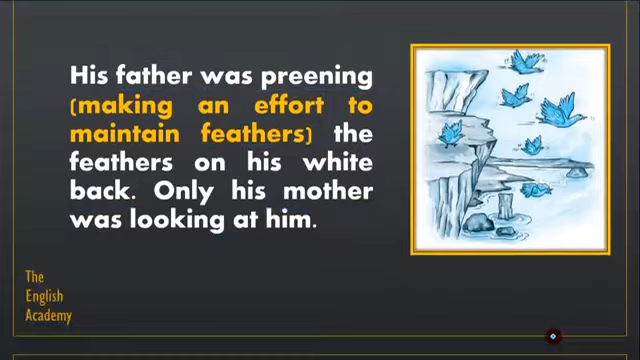 His father was preening
(making an effort to
maintain feathers) the
feathers on his white
back. Only his mother
was looking at him.
The
English
Academy